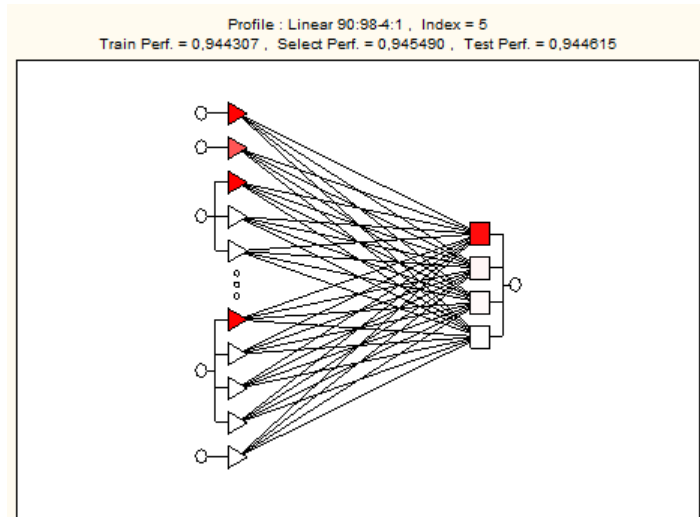 Profile : Linear 90:98-4:1 , Index = 5
Train Perf. = 0,944307 , Select Perf. = 0,945490 , Test Perf. = 0,944615